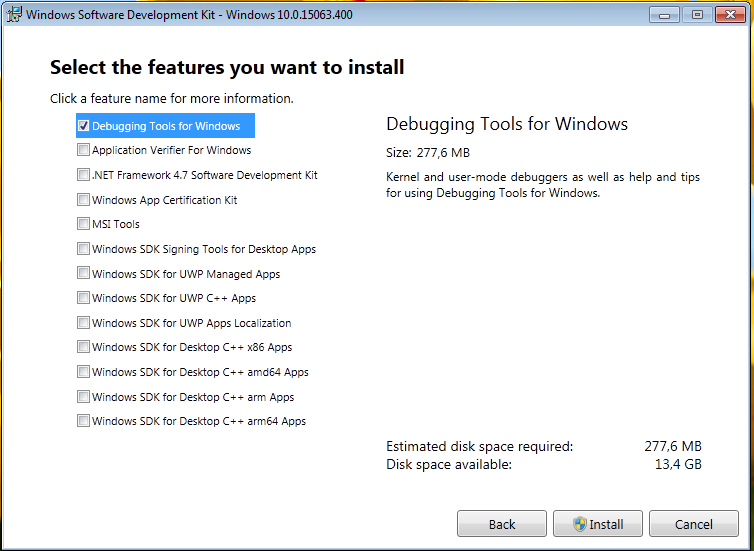 Windows Software Development Kit - Windows 10.0.15063.400
Select the features you want to install
Click a feature name for more information.
Debugging Tools for Windows
Application Verifier For Windows
.NET Framework 4.7 Software Development Kit
Windows App Certification Kit
MSI Tools
Windows SDK Signing Tools for Desktop Apps
Windows SDK for UWP Managed Apps
Windows SDK for UWP C++ Apps
Windows SDK for UWP Apps Localization
Windows SDK for Desktop C++ x86 Apps
Windows SDK for Desktop C++ amd64 Apps
Windows SDK for Desktop C++ arm Apps
Windows SDK for Desktop C++ arm64 Apps
Debugging Tools for Windows
Size: 277,6 MB
Kernel and user-mode debuggers as well as help and tips
for using Debugging Tools for Windows.
Estimated disk space required: 277,6 MB
Disk space available: 13,4 GB
Back Install Cancel